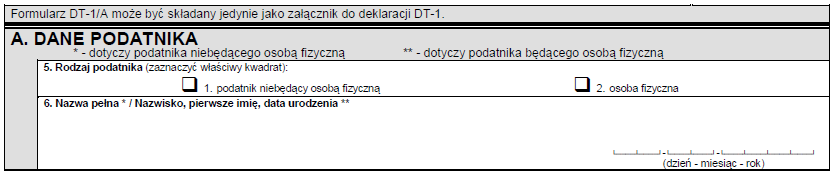 Formularz DT-1/A może być składany jedynie jako załącznik do deklaracji DT-1.
A. DANE PODATNIKA
* - dotyczy podatnika niebędącego osobą fizyczną ** - dotyczy podatnika będącego osobą fizyczną
5. Rodzaj podatnika (zaznaczyć właściwy kwadrat):
❑ 1. podatnik niebędący osobą fizyczną ❑ 2. osoba fizyczna
6. Nazwa pełna * / Nazwisko, pierwsze imię, data urodzenia **
(dzień - miesiąc - rok)